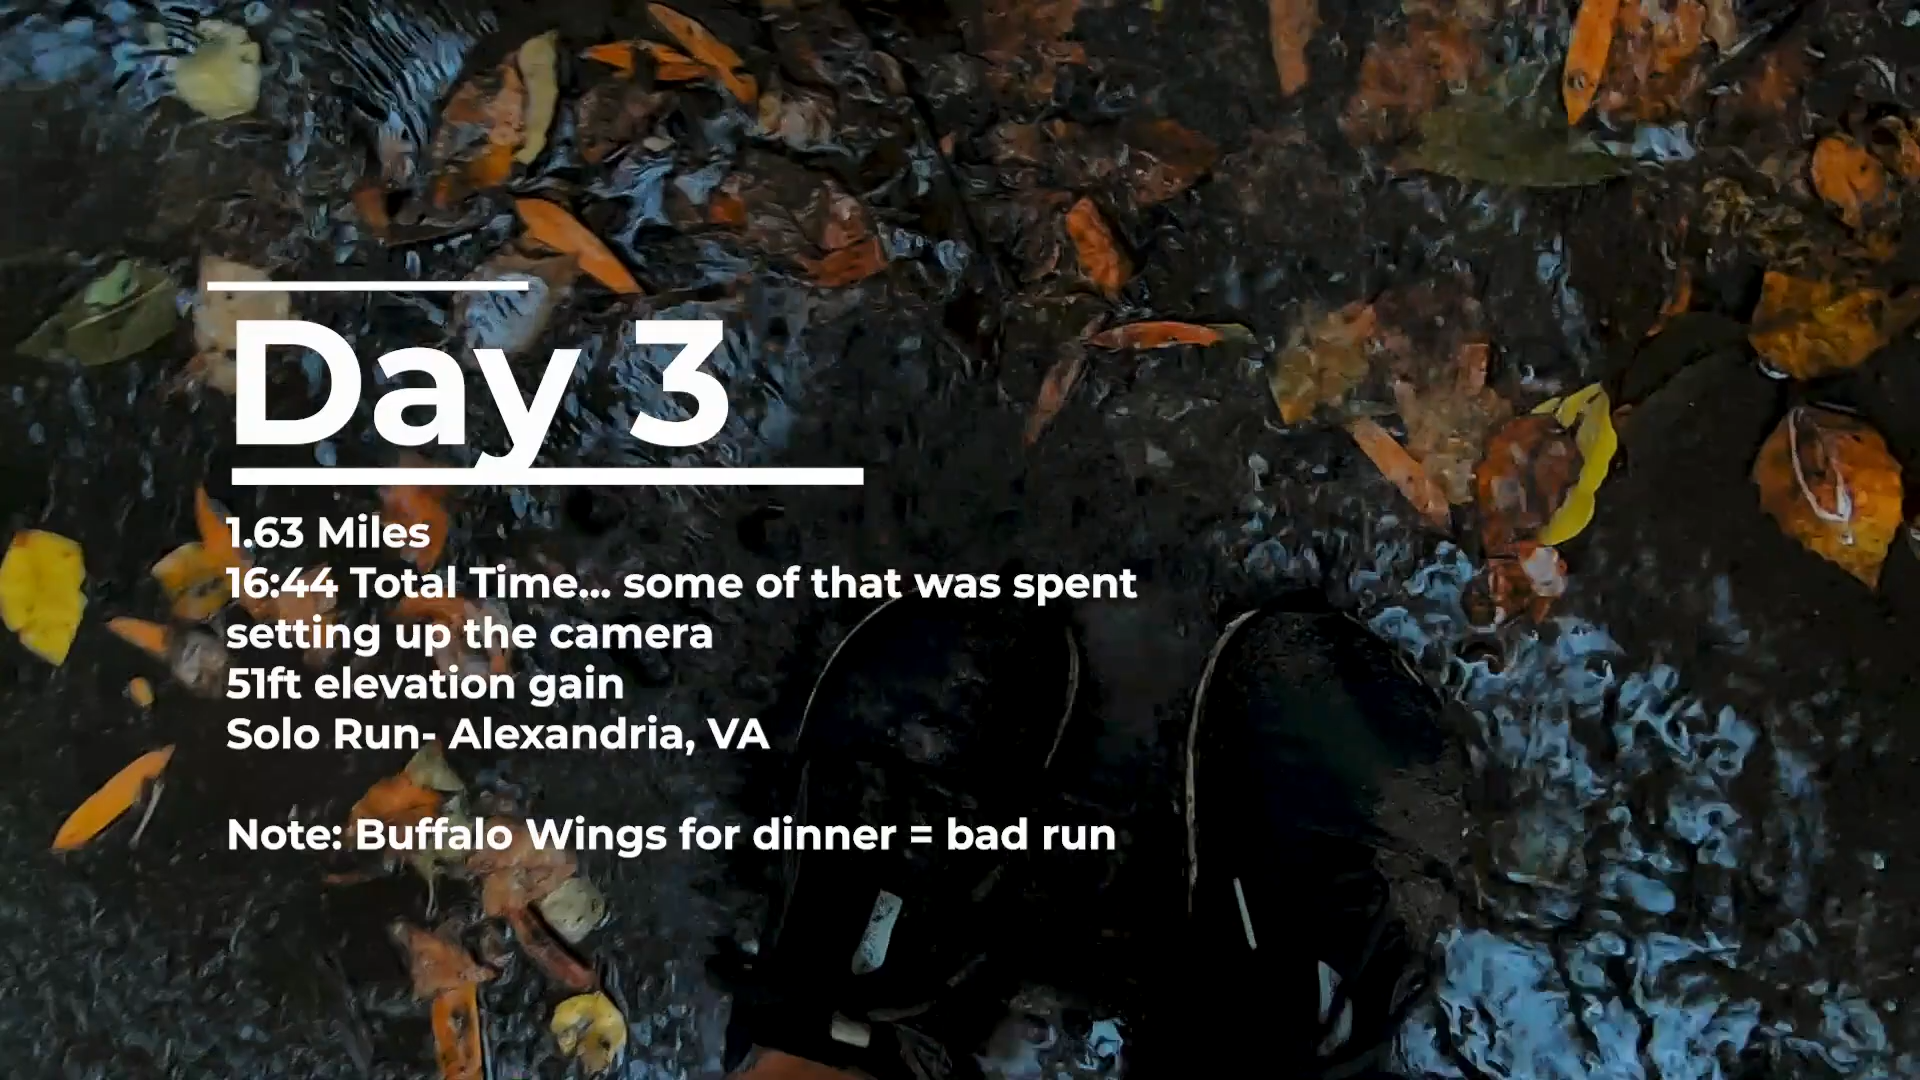 Day 3
1.63 Miles
16:44 Total Time... some of that was spent
setting up the camera
51ft elevation gain
Solo Run- Alexandria, VA
Note: Buffalo Wings for dinner = bad run